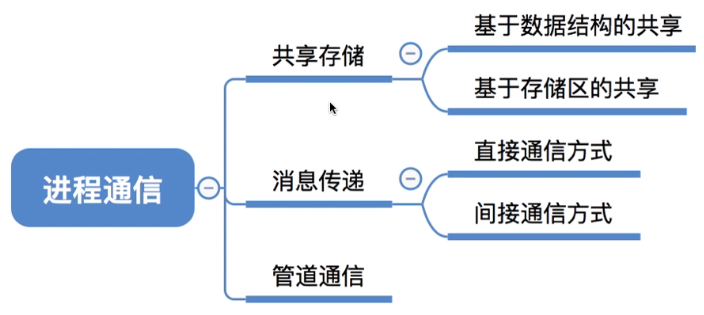 进程通信
共享存储
基于数据结构的共享
基于存储区的共享
消息传递
直接通信方式
间接通信方式
管道通信